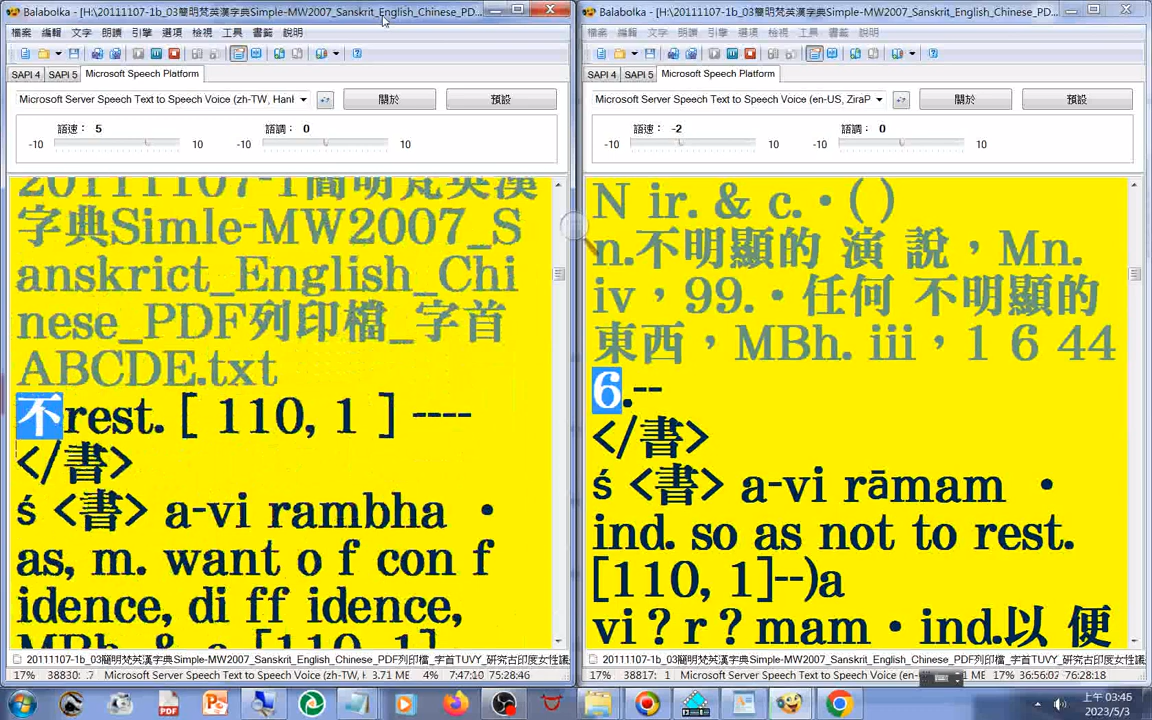 Balabolka - [H:\20111107-1b_03簡明梵英漢字典Simple-MW2007_Sanskrit_English_Chinese_PD...
檔案 編輯 文字 朗讀 引擎 選項 檢視 工具 書籤 說明
SAPI 4 SAPI 5 Microsoft Speech Platform
Microsoft Server Speech Text to Speech Voice (zh-TW, HanH 關於 預設
語速： 5 語調： 0
-10 10 -10 10
20111107-1簡明梵英漢
字典Simle-MW2007_S
anskrict_English_Chi
nese_PDF列印檔_字首
ABCDE.txt
不rest. [ 110, 1 ] ----
</書>
ś <書> a-vi rambha •
as, m. want o f con f
idence, di ff idence,
MBh. & c. [110, 1]
20111107-1b_03簡明梵英漢字典Simple-MW2007_Sanskrit_English_Chinese_PDF列印檔_字首TUVY_研究古印度女性議
17% 38830: .7 Microsoft Server Speech Text to Speech Voice (zh-TW, Han 3.71 ME 4% 7:47:10 75:28:46
Balabolka - [H:\20111107-1b_03簡明梵英漢字典Simple-MW2007_Sanskrit_English_Chinese_PD...
檔案 編輯 文字 朗讀 引擎 選項 檢視 工具 書籤 說明
SAPI 4 SAPI 5 Microsoft Speech Platform
Microsoft Server Speech Text to Speech Voice (en-US, ZiraP 關於 預設
語速： -2 語調： 0
-10 10 -10 10
N ir. & c. • ( )
n.不明顯的 演 說，Mn.
iv，99. • 任何 不明顯的
東西，MBh. iii，1 6 44
6.--
</書>
ś <書> a-vi rāmam •
ind. so as not to rest.
[110, 1]--)a
vi？r？mam • ind.以 便
20111107-1b_03簡明梵英漢字典Simple-MW2007_Sanskrit_English_Chinese_PDF列印檔_字首TUVY_研究古印度女性議
17% 38817: 1 Microsoft Server Speech Text to Speech Voice (en-U 17% 36:56:02 76:28:18
上午 03:46
2023/5/3